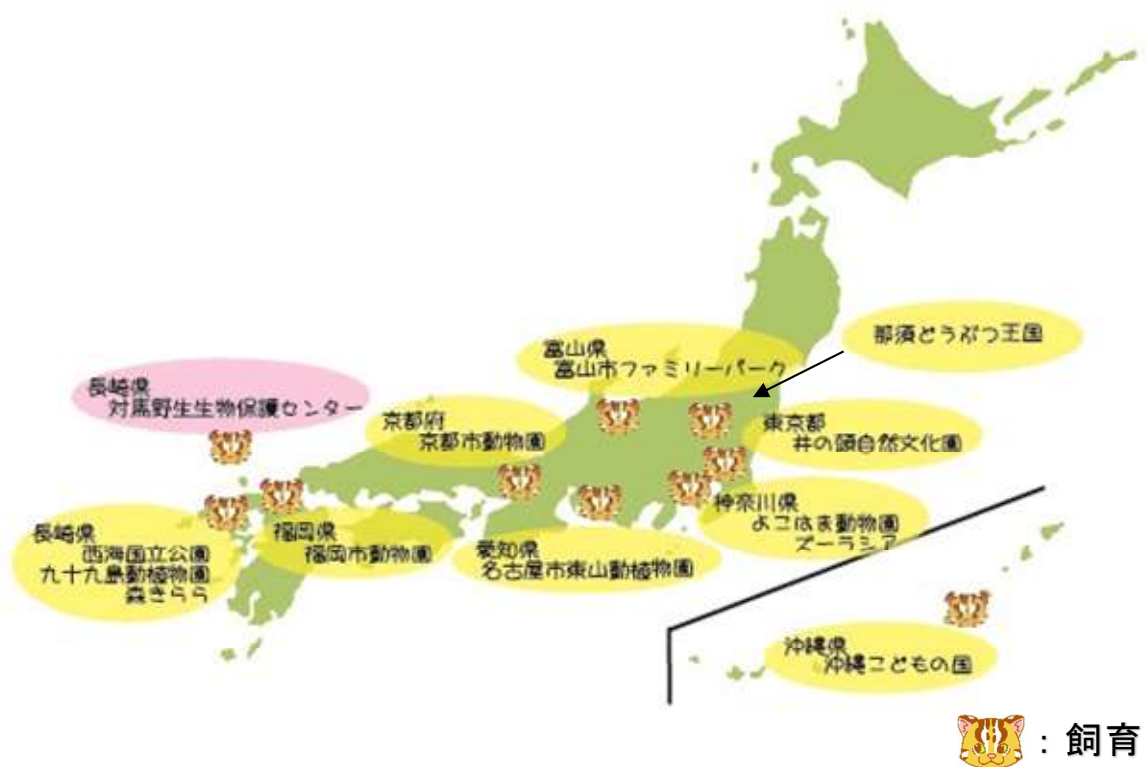 那須どうぶつ王国
富山県
富山市ファミリーパーク
長崎県
対馬野生生物保護センター
京都府
京都市動物園
東京都
井の頭自然文化園
神奈川県
よこはま動物園
ズーラシア
長崎県
西海国立公園
九十九島動植物園
森きらら
福岡県
福岡市動物園
愛知県
名古屋市東山動植物園
沖縄県
沖縄こどもの国
：飼育